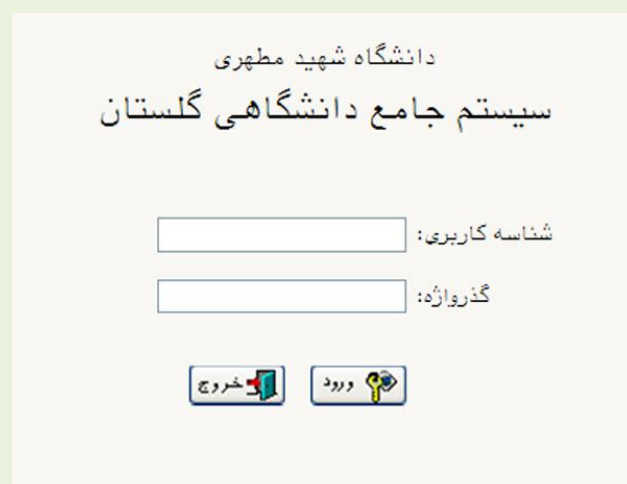 دانشگاه شهید مطهری
سیستم جامع دانشگاهی گلستان
شناسه کاربری:
گذرواژه:
ورود
خروج